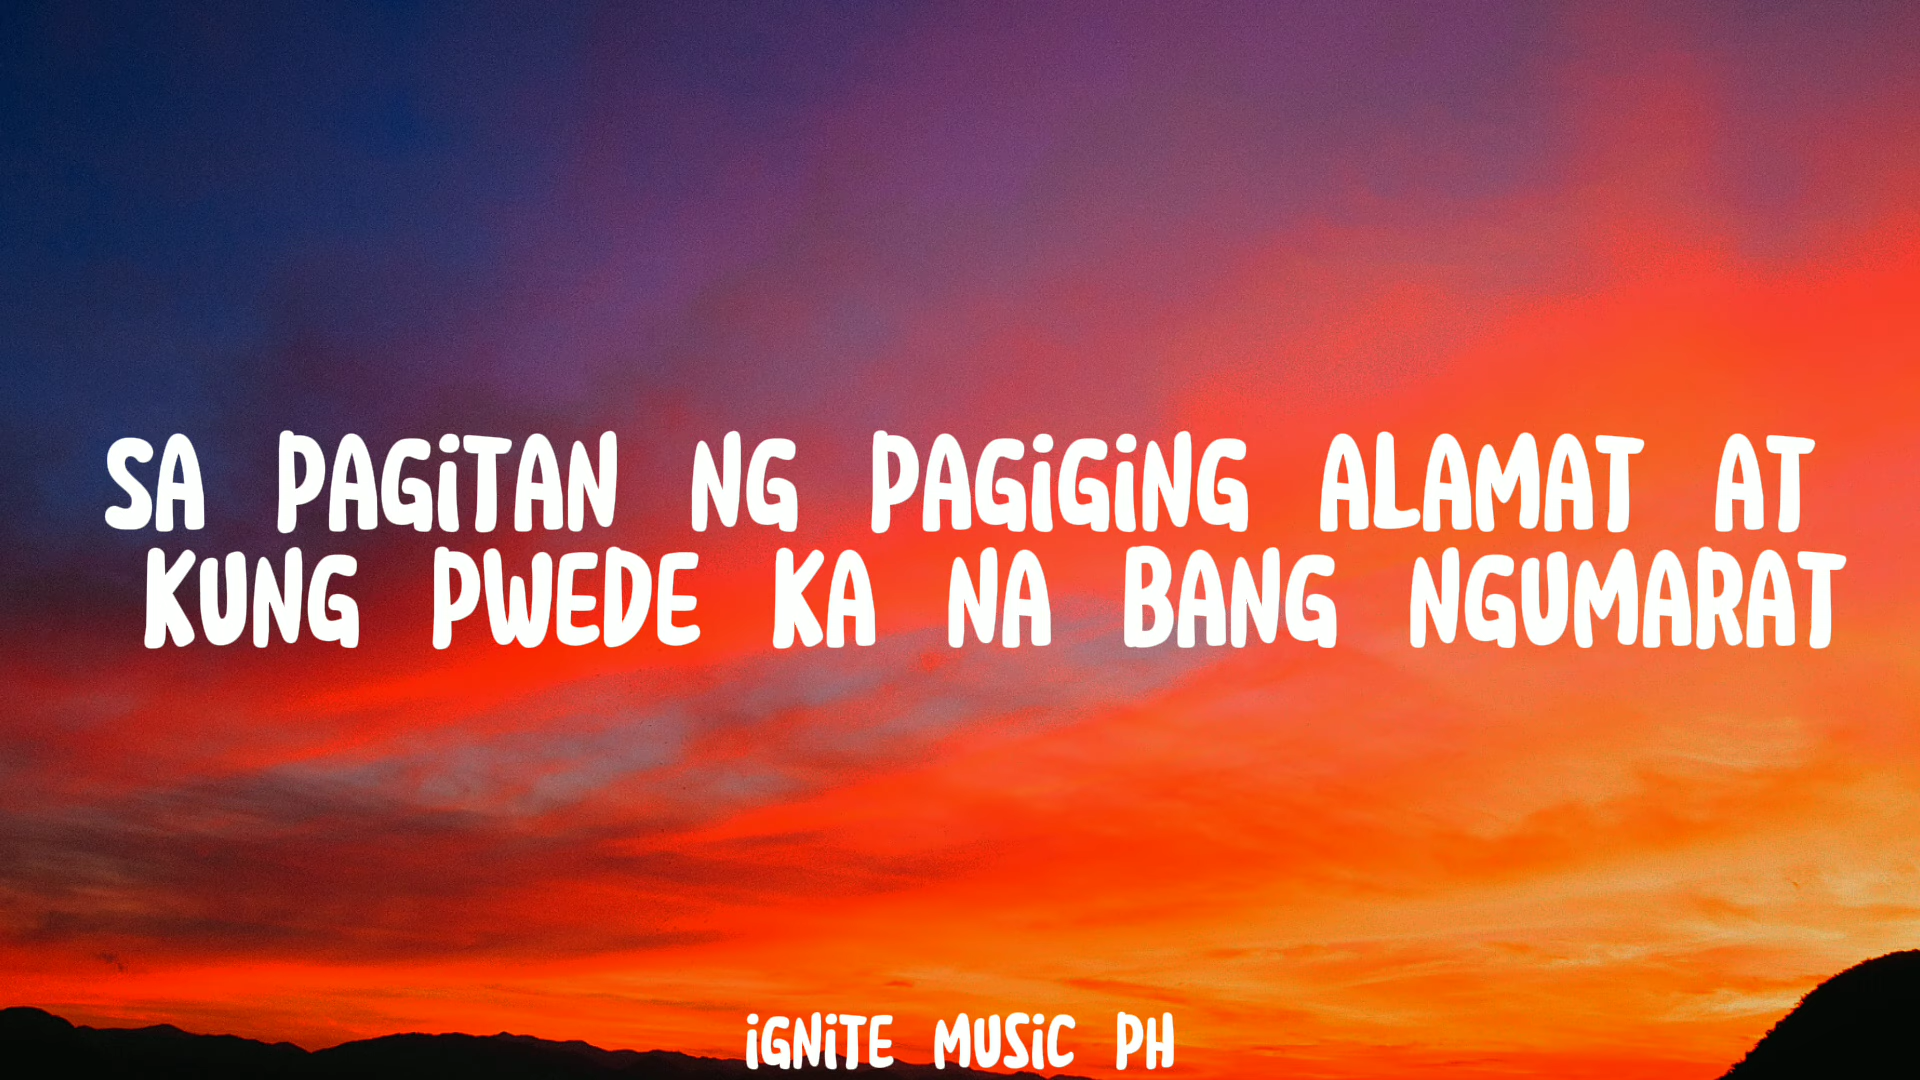 SA PAGiTAN NG PAGiGiNG ALAMAT AT
KUNG PWEDE KA NA BANG NGUMARAT
iGNiTE MUSiC PH